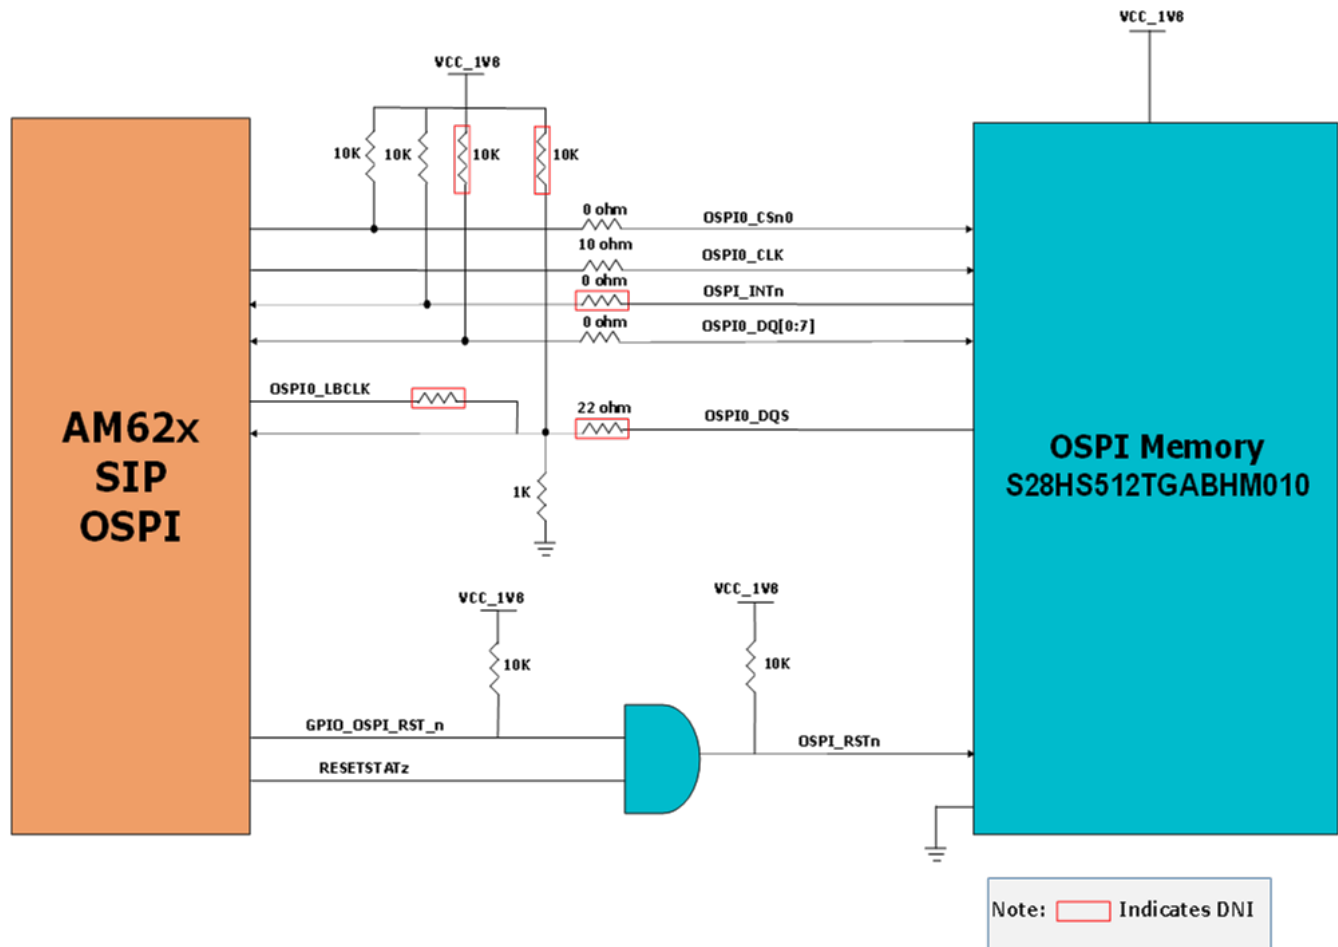 VCC_1V8
VCC_1V8
10K
10K
10K
10K
0 ohm
OSPI0_CSn0
10 ohm
OSPI0_CLK
0 ohm
OSPI_INTn
0 ohm
OSPI0_DQ[0:7]
OSPI0_LBCLK
22 ohm
OSPI0_DQS
AM62x
SIP
OSPI
OSPI Memory
S28HS512TGABHM010
1K
VCC_1V8
VCC_1V8
10K
10K
GPIO_OSPI_RST_n
OSPI_RSTn
RESETSTATz
Note: Indicates DNI